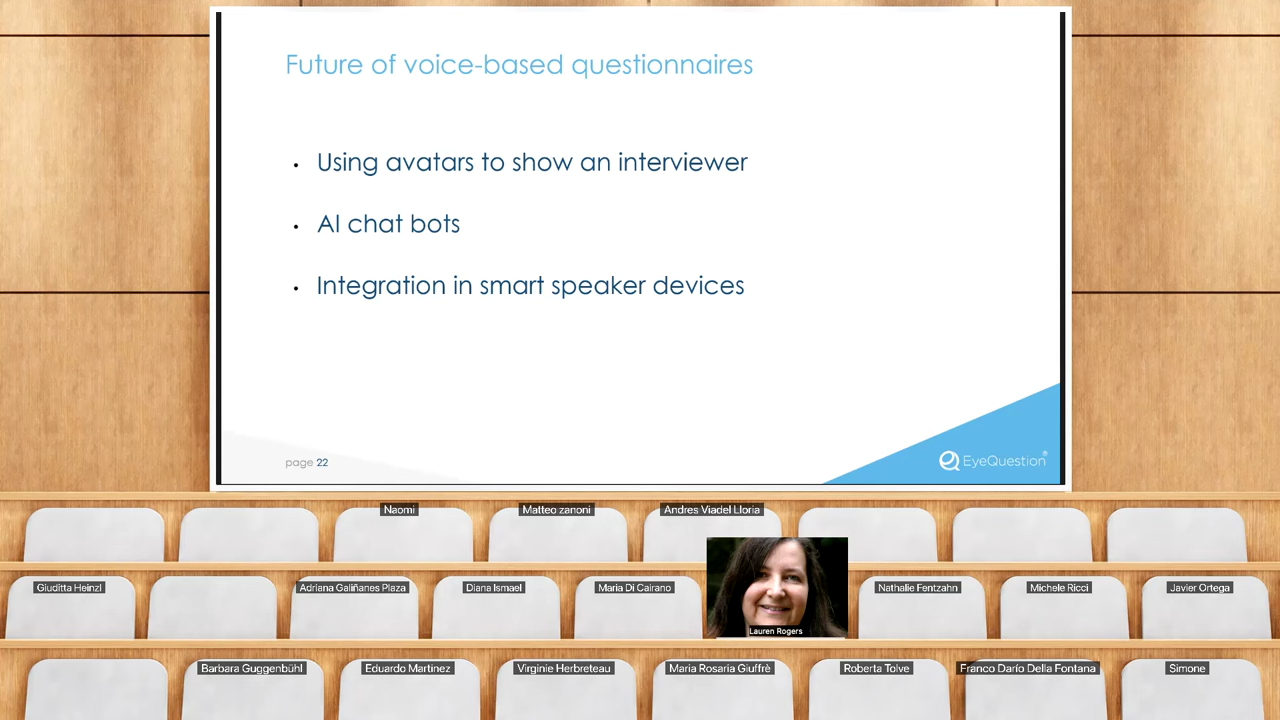 Future of voice-based questionnaires
• Using avatars to show an interviewer
• AI chat bots
• Integration in smart speaker devices
page 22
EyeQuestion®
Naomi
Matteo zanoni
Andres Viadel Lloria
Giuditta Heinzl
Adriana Galiñanes Plaza
Diana Ismael
Maria Di Cairano
Lauren Rogers
Nathalie Fentzahn
Michele Ricci
Javier Ortega
Barbara Guggenbühl
Eduardo Martinez
Virginie Herbreteau
Maria Rosaria Giuffrè
Roberta Tolve
Franco Darío Della Fontana
Simone